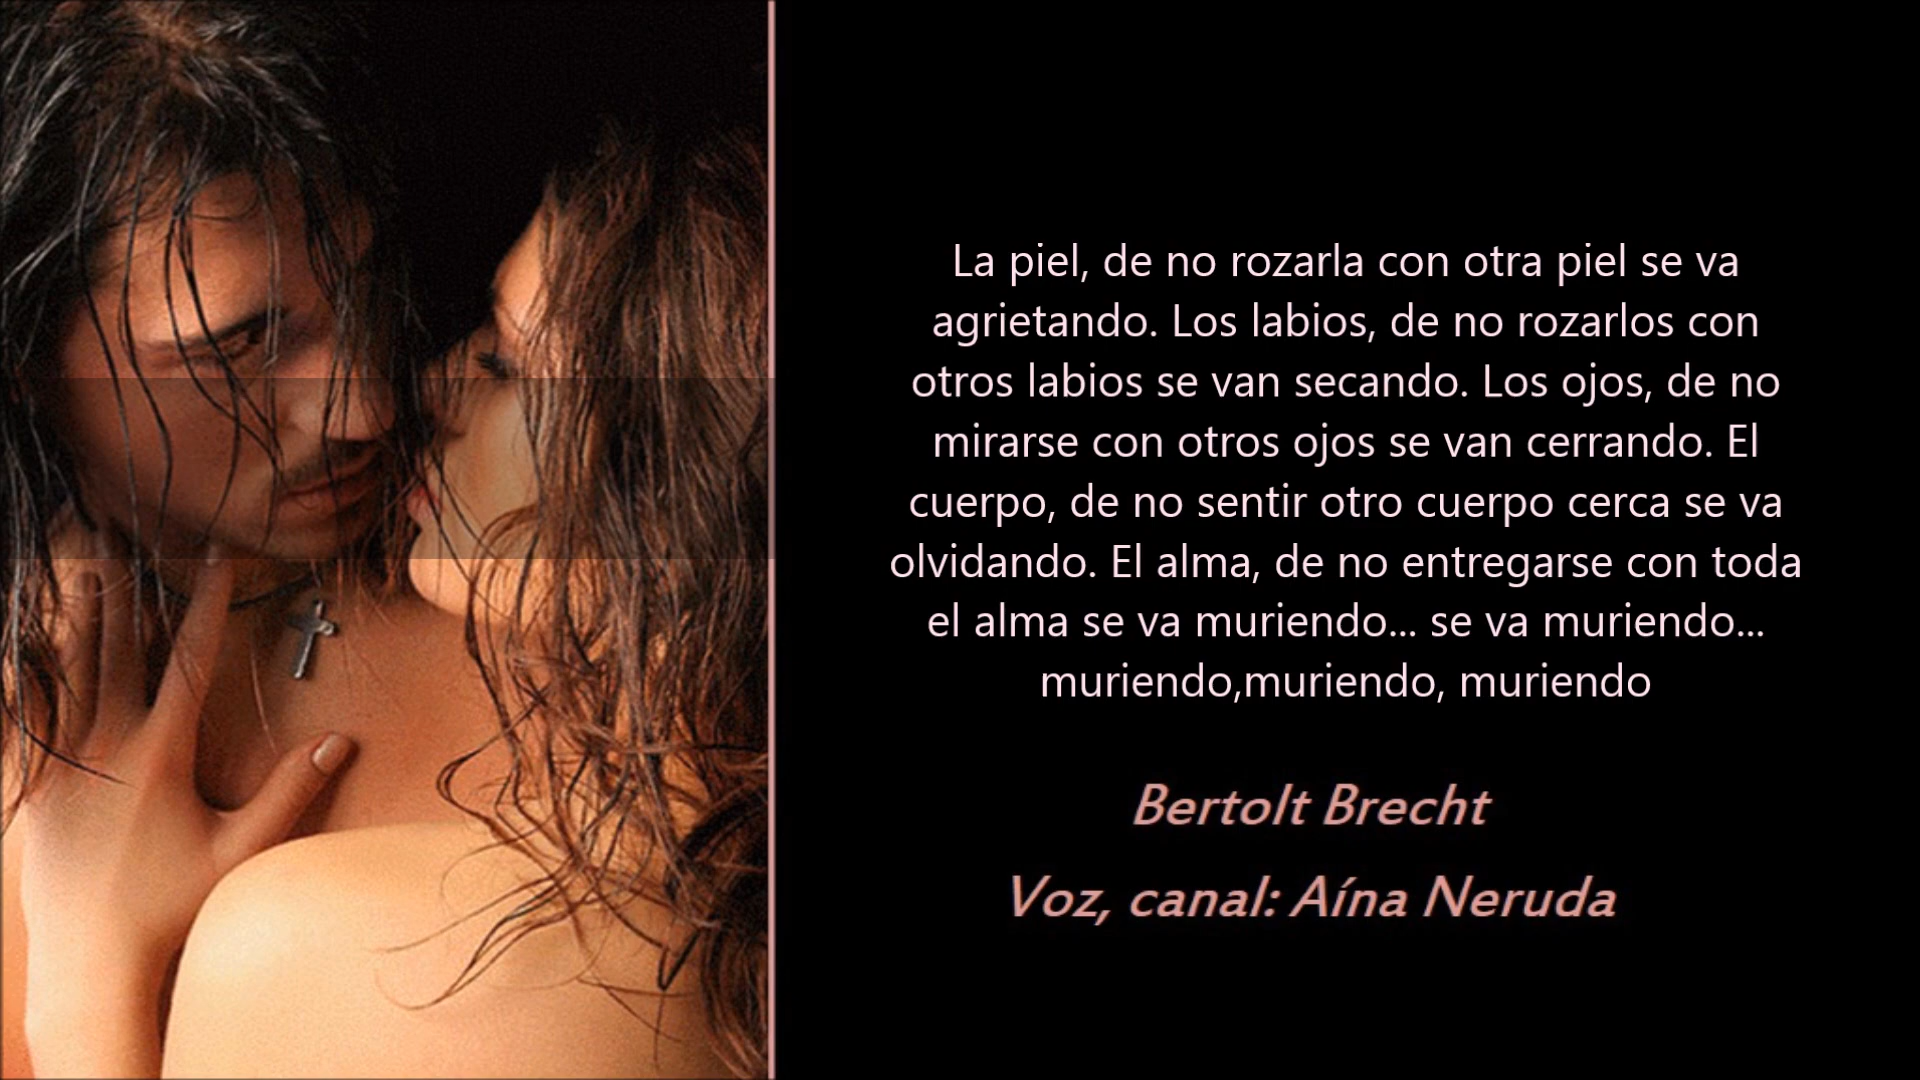 La piel, de no rozarla con otra piel se va
agrietando. Los labios, de no rozarlos con
otros labios se van secando. Los ojos, de no
mirarse con otros ojos se van cerrando. El
cuerpo, de no sentir otro cuerpo cerca se va
olvidando. El alma, de no entregarse con toda
el alma se va muriendo... se va muriendo...
muriendo,muriendo, muriendo
Bertolt Brecht
Voz, canal: Aína Neruda